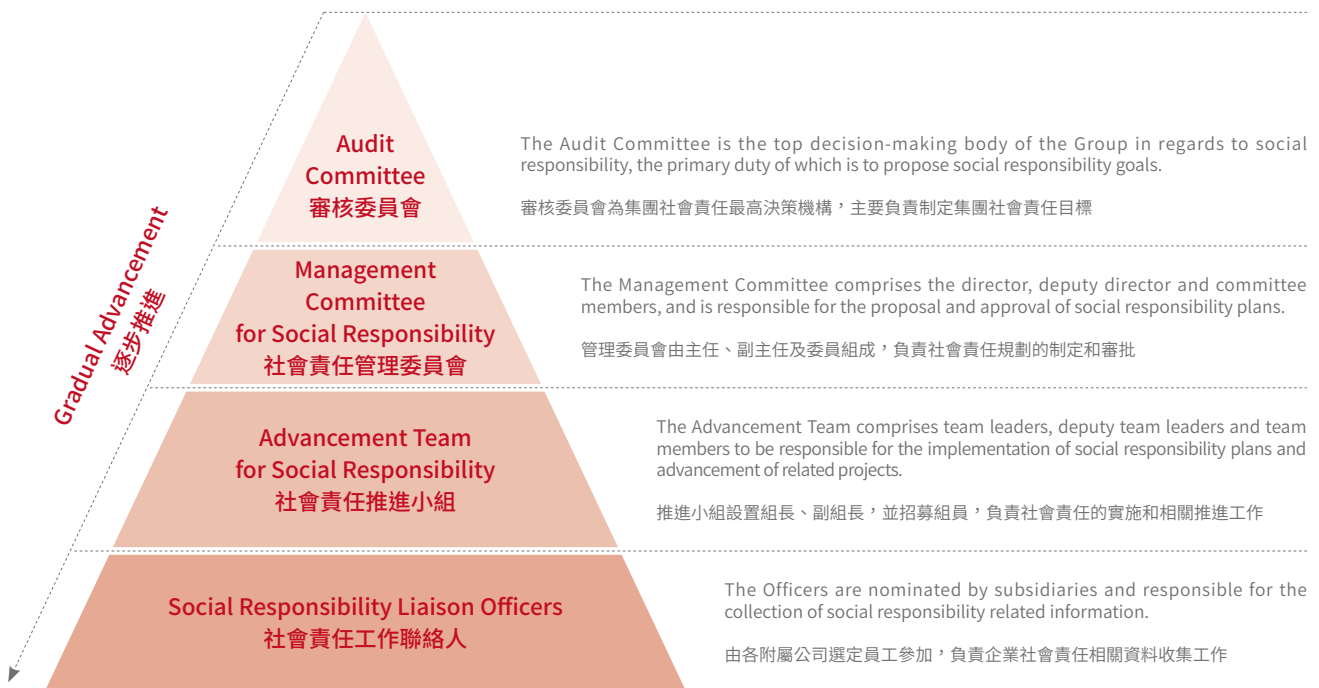 Gradual Advancement
逐步推進
Audit
Committee
審核委員會
The Audit Committee is the top decision-making body of the Group in regards to social
responsibility, the primary duty of which is to propose social responsibility goals.
審核委員會為集團社會責任最高決策機構，主要負責制定集團社會責任目標
Management
Committee
for Social Responsibility
社會責任管理委員會
The Management Committee comprises the director, deputy director and committee
members, and is responsible for the proposal and approval of social responsibility plans.
管理委員會由主任、副主任及委員組成，負責社會責任規劃的制定和審批
Advancement Team
for Social Responsibility
社會責任推進小組
The Advancement Team comprises team leaders, deputy team leaders and team
members to be responsible for the implementation of social responsibility plans and
advancement of related projects.
推進小組設置組長、副組長，並招募組員，負責社會責任的實施和相關推進工作
Social Responsibility Liaison Officers
社會責任工作聯絡人
The Officers are nominated by subsidiaries and responsible for the
collection of social responsibility related information.
由各附屬公司選定員工參加，負責企業社會責任相關資料收集工作